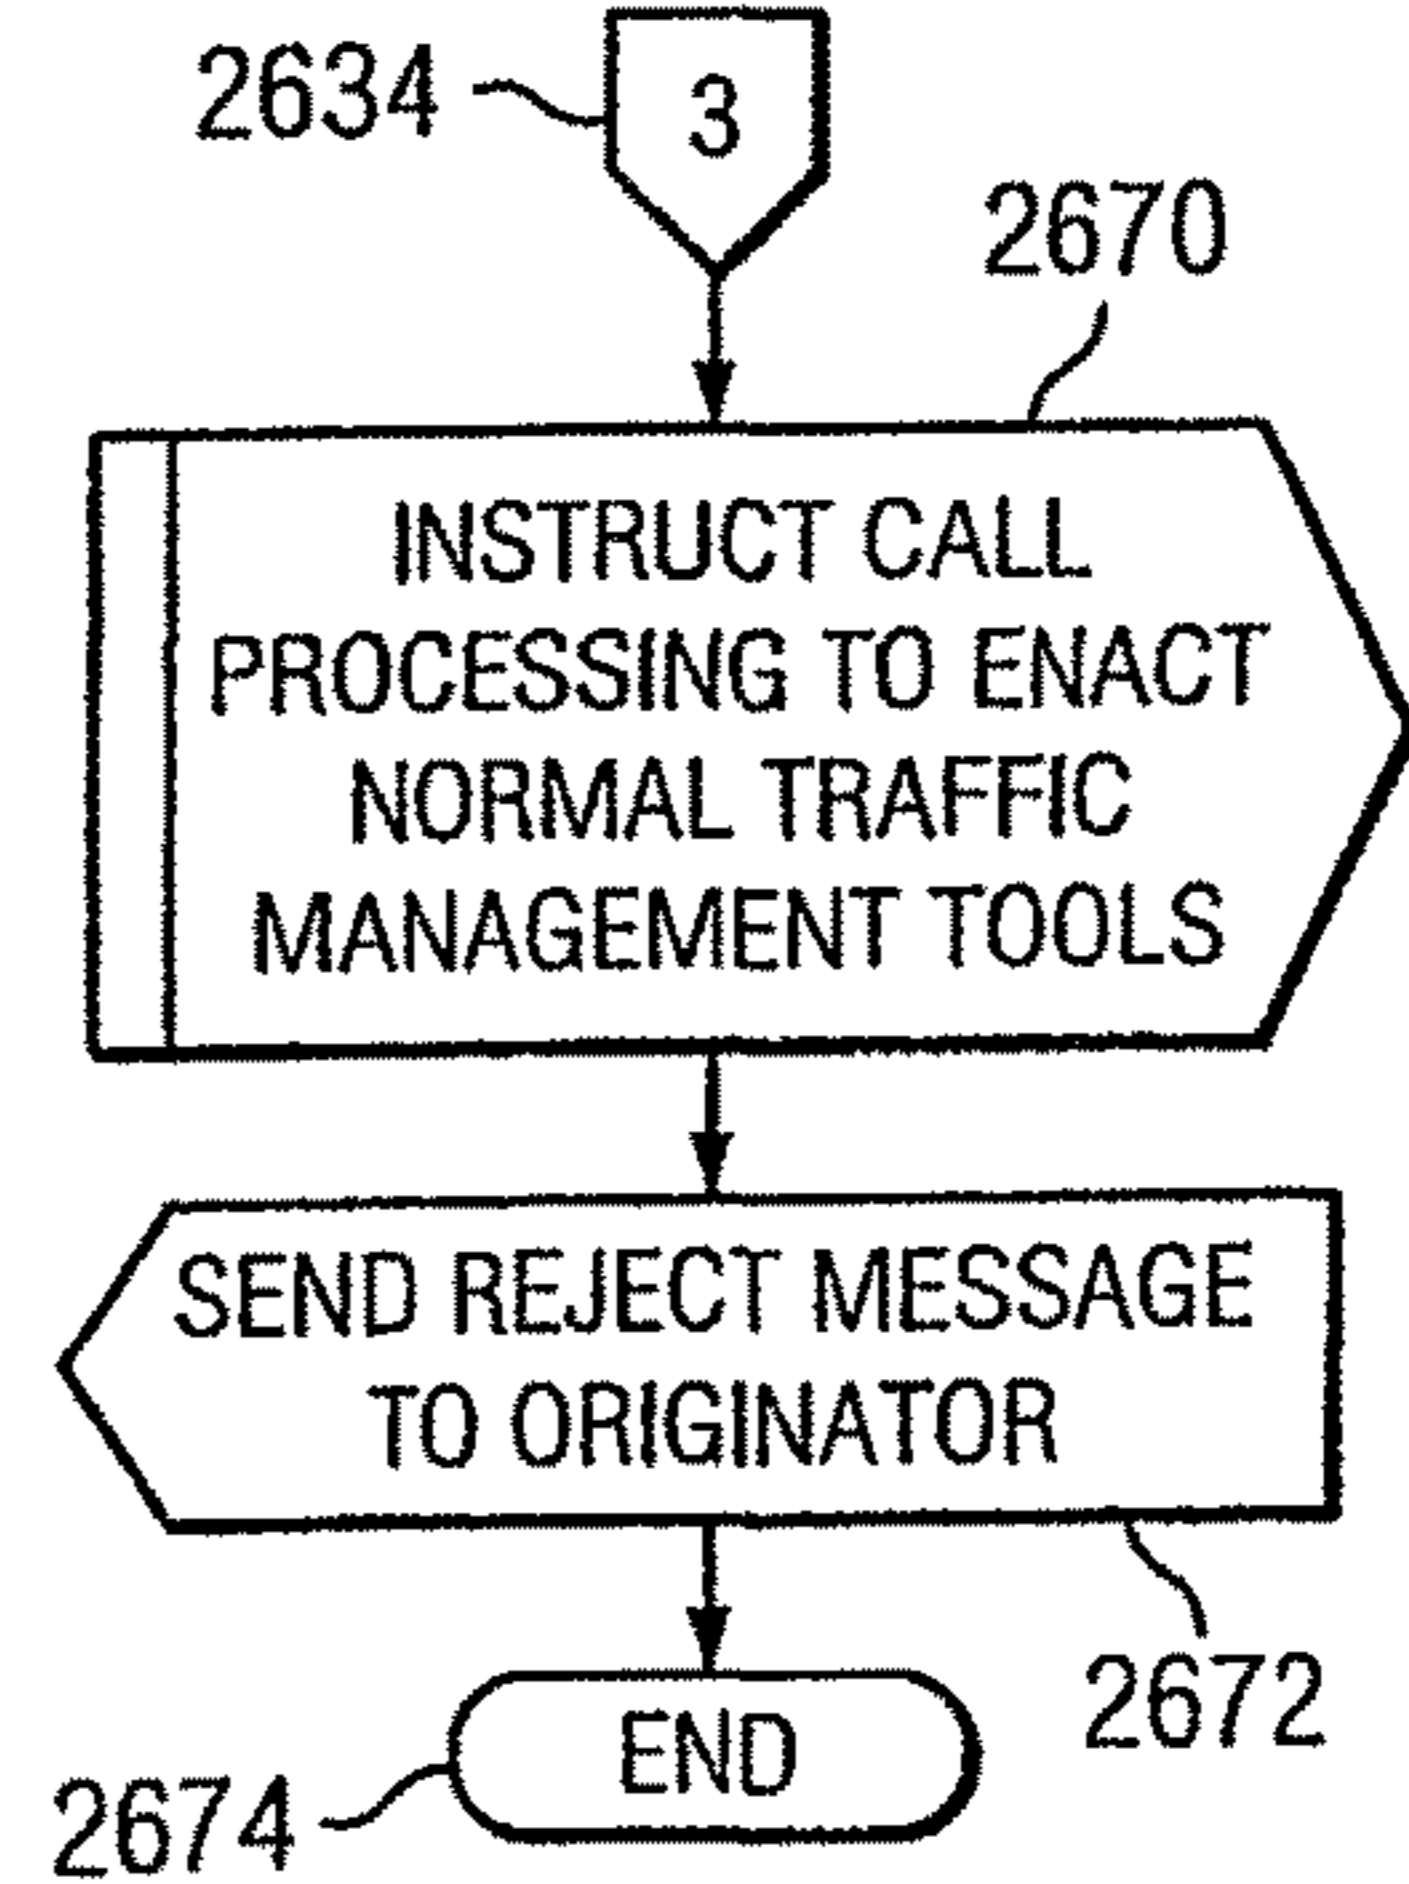 2634
3
2670
INSTRUCT CALL
PROCESSING TO ENACT
NORMAL TRAFFIC
MANAGEMENT TOOLS
SEND REJECT MESSAGE
TO ORIGINATOR
2672
END
2674